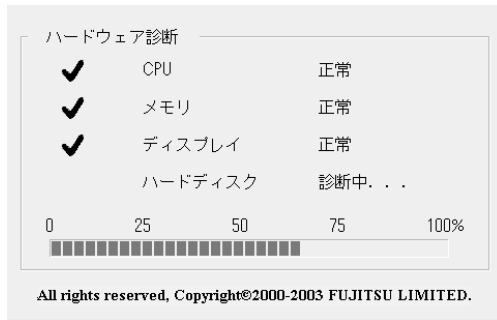 ハードウェア診断
CPU 正常
メモリ 正常
ディスプレイ 正常
ハードディスク 診断中...
0 25 50 75 100%
All rights reserved, Copyright©2000-2003 FUJITSU LIMITED.